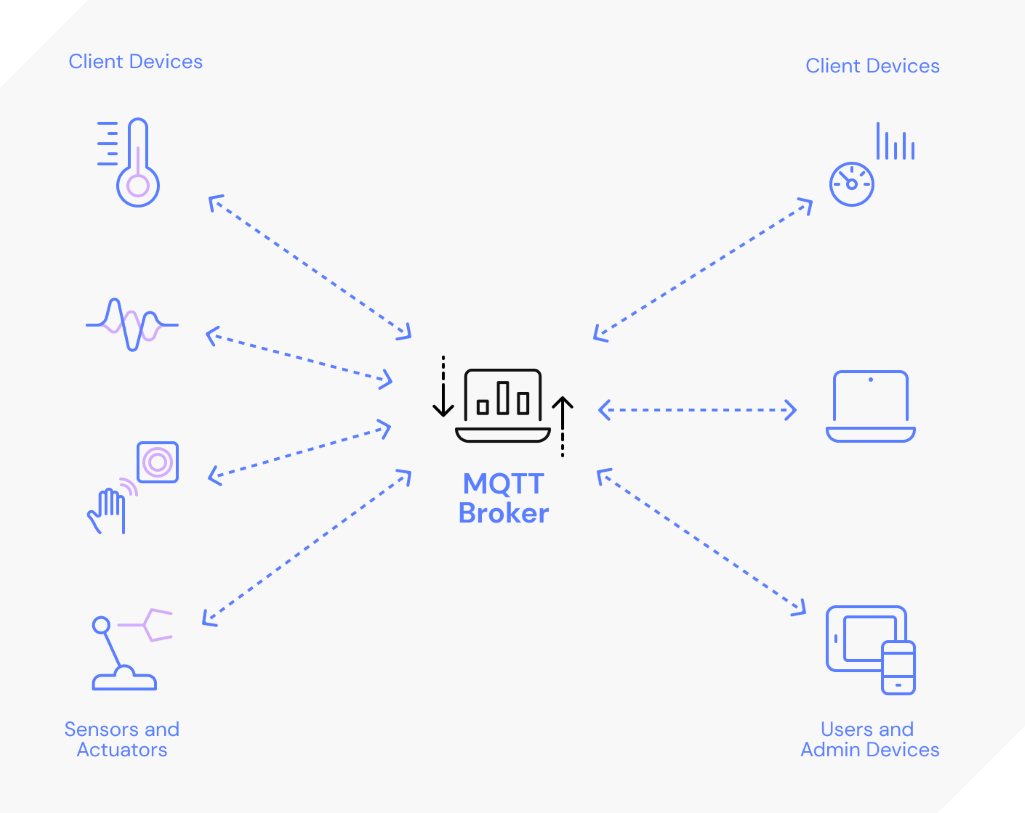 Client Devices
Client Devices
MQTT
Broker
Sensors and
Actuators
Users and
Admin Devices